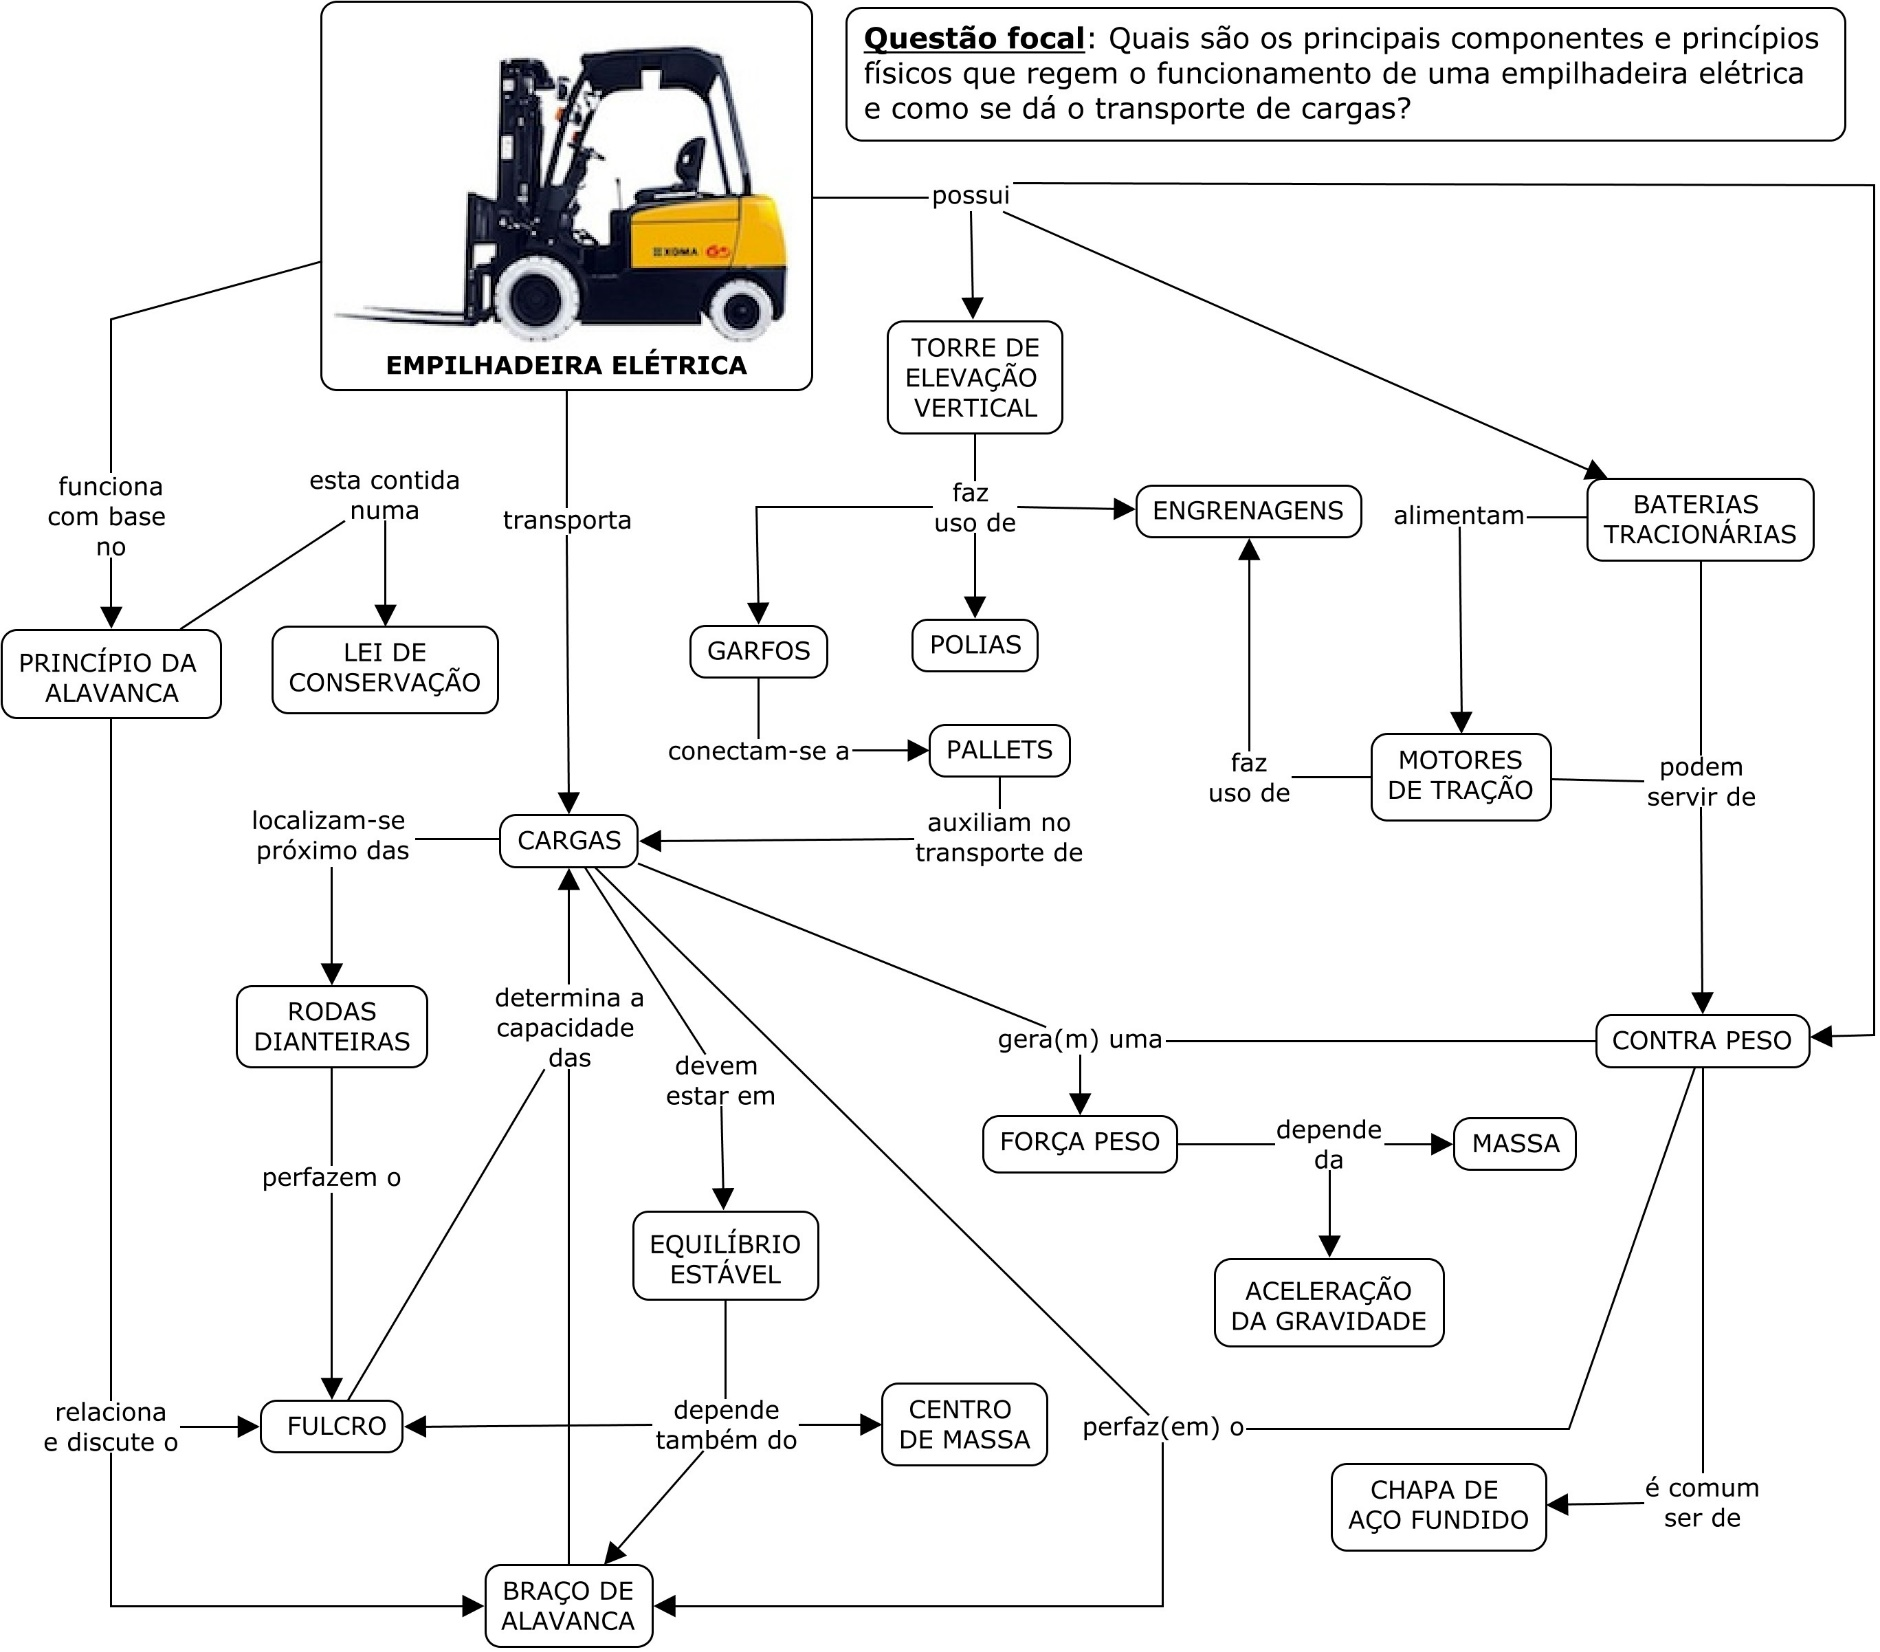 Questão focal: Quais são os principais componentes e princípios
físicos que regem o funcionamento de uma empilhadeira elétrica
e como se dá o transporte de cargas?
XGMA
EMPILHADEIRA ELÉTRICA
possui
TORRE DE
ELEVAÇÃO
VERTICAL
funciona
com base
no
esta contida
numa
transporta
faz
uso de
ENGRENAGENS
alimentam
BATERIAS
TRACIONÁRIAS
PRINCÍPIO DA
ALAVANCA
LEI DE
CONSERVAÇÃO
GARFOS
POLIAS
conectam-se a
PALLETS
faz
uso de
MOTORES
DE TRAÇÃO
podem
servir de
localizam-se
próximo das
CARGAS
auxiliam no
transporte de
RODAS
DIANTEIRAS
determina a
capacidade
das
devem
estar em
gera(m) uma
CONTRA PESO
FORÇA PESO
depende
da
MASSA
perfazem o
EQUILÍBRIO
ESTÁVEL
ACELERAÇÃO
DA GRAVIDADE
relaciona
e discute o
FULCRO
depende
também do
CENTRO
DE MASSA
perfaz(em) o
CHAPA DE
AÇO FUNDIDO
é comum
ser de
BRAÇO DE
ALAVANCA